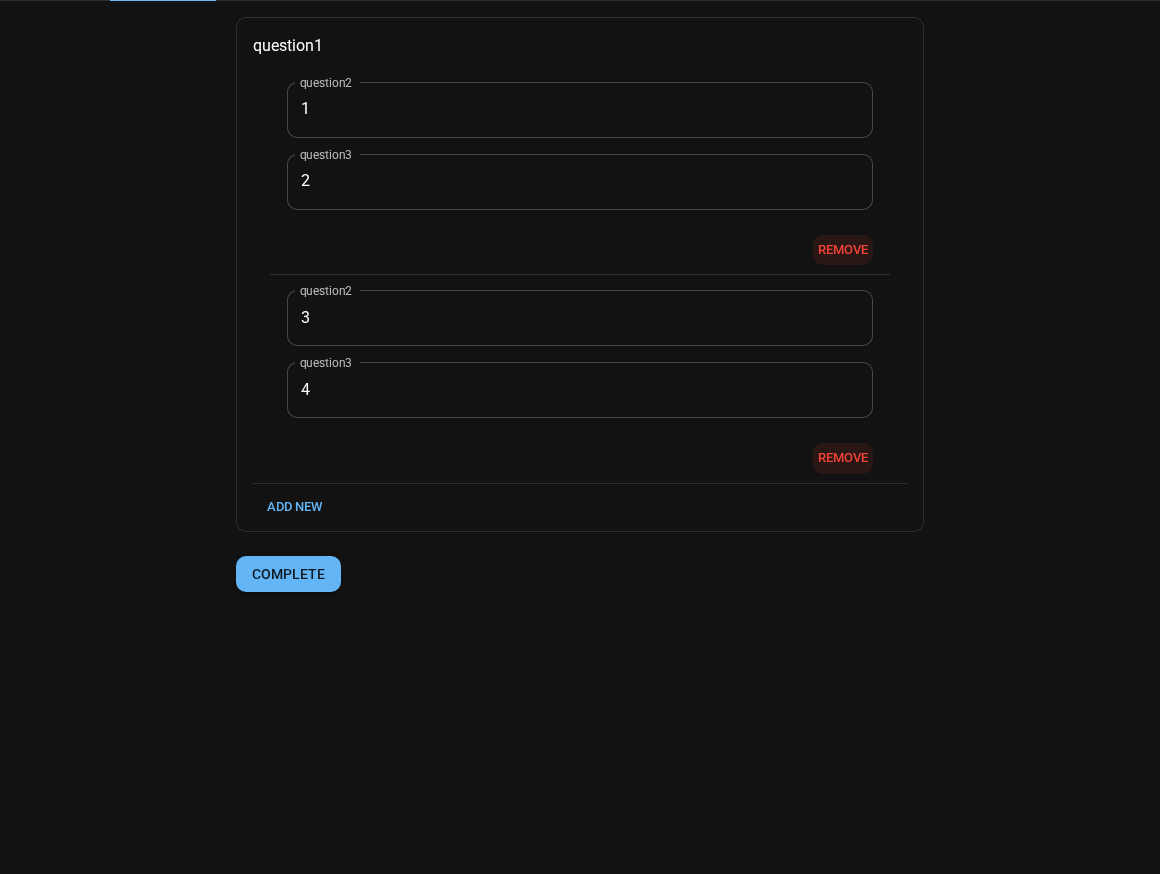 question1
question2
1
question3
2
REMOVE
question2
3
question3
4
REMOVE
ADD NEW
COMPLETE